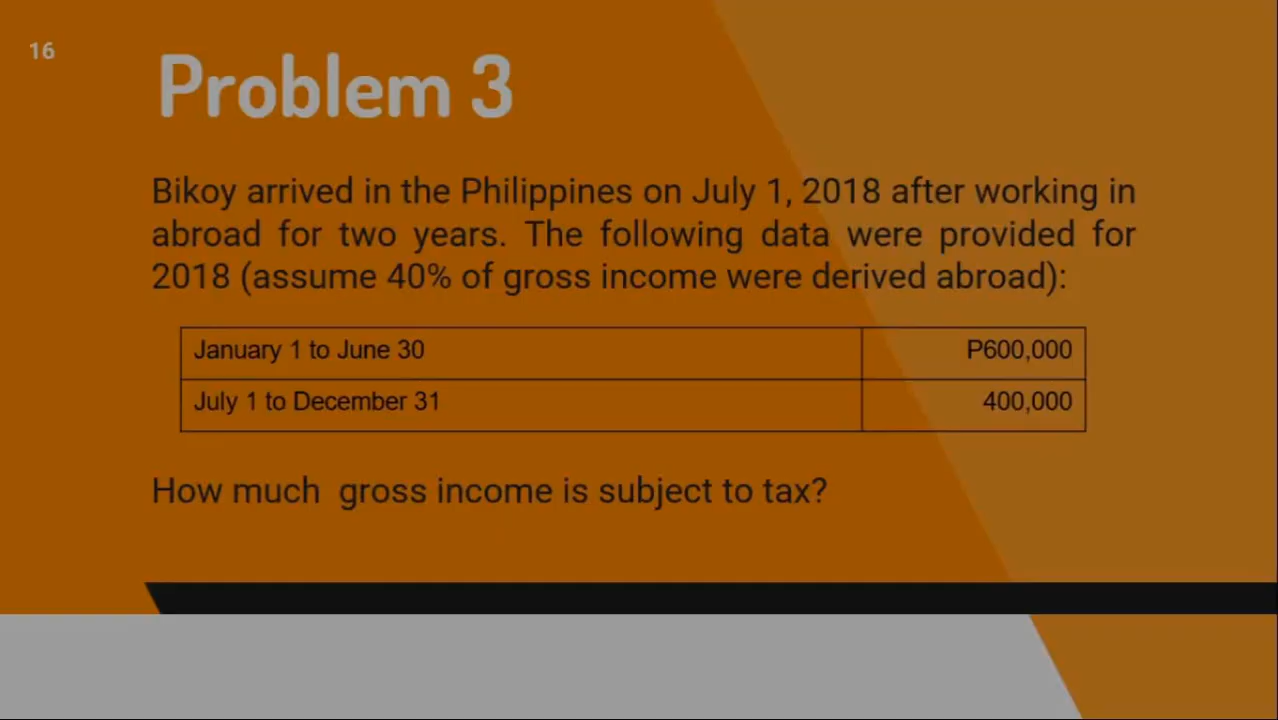 16
Problem 3
Bikoy arrived in the Philippines on July 1, 2018 after working in
abroad for two years. The following data were provided for
2018 (assume 40% of gross income were derived abroad):
January 1 to June 30 P600,000
July 1 to December 31 400,000
How much gross income is subject to tax?